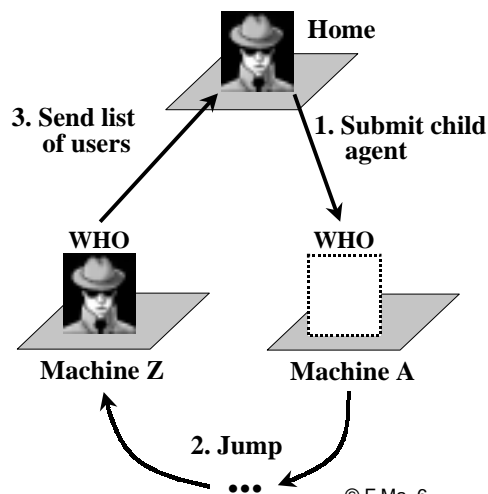 Home
3. Send list
of users
1. Submit child
agent
WHO
WHO
Machine Z
Machine A
2. Jump
•••